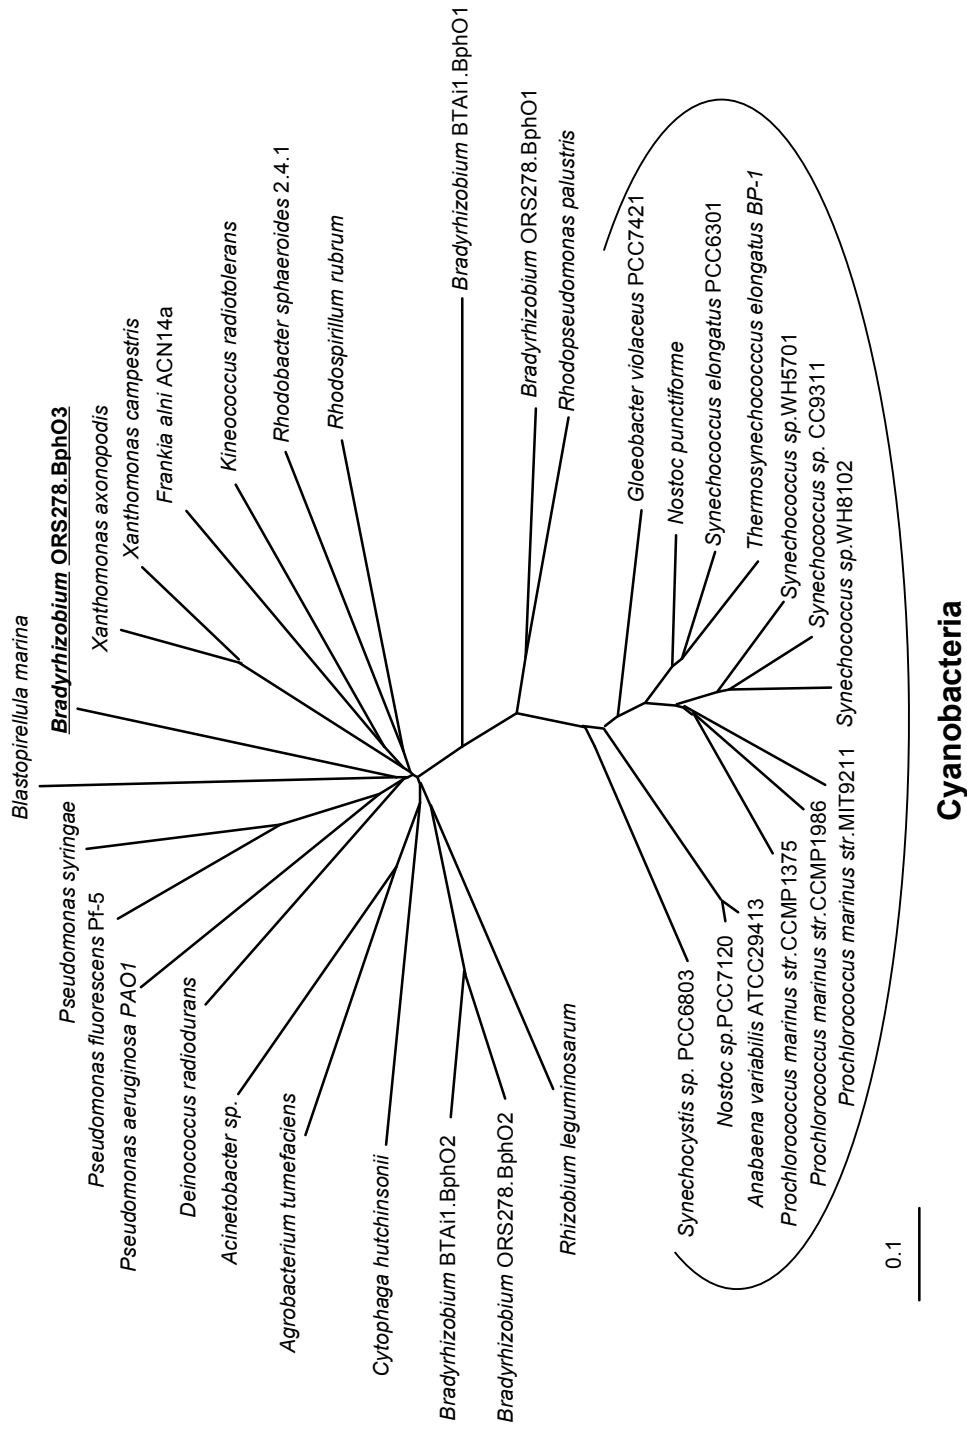 Blastopirellula marina
Bradyrhizobium ORS278.BphO3
Xanthomonas axonopodis
Xanthomonas campestris
Frankia alni ACN14a
Kineococcus radiotolerans
Rhodobacter sphaeroides 2.4.1
Rhodospirillum rubrum
Bradyrhizobium BTAi1.BphO1
Bradyrhizobium ORS278.BphO1
Rhodopseudomonas palustris
Gloeobacter violaceus PCC7421
Nostoc punctiforme
Synechococcus elongatus PCC6301
Thermosynechococcus elongatus BP-1
Synechococcus sp.WH5701
Synechococcus sp. CC9311
Synechococcus sp.WH8102
Prochlorococcus marinus str.MIT9211
Prochlorococcus marinus str.CCMP1986
Prochlorococcus marinus str.CCMP1375
Anabaena variabilis ATCC29413
Nostoc sp.PCC7120
Synechocystis sp. PCC6803
Rhizobium leguminosarum
Bradyrhizobium ORS278.BphO2
Bradyrhizobium BTAi1.BphO2
Cytophaga hutchinsonii
Agrobacterium tumefaciens
Acinetobacter sp.
Deinococcus radiodurans
Pseudomonas aeruginosa PAO1
Pseudomonas fluorescens Pf-5
Pseudomonas syringae
Cyanobacteria
0.1